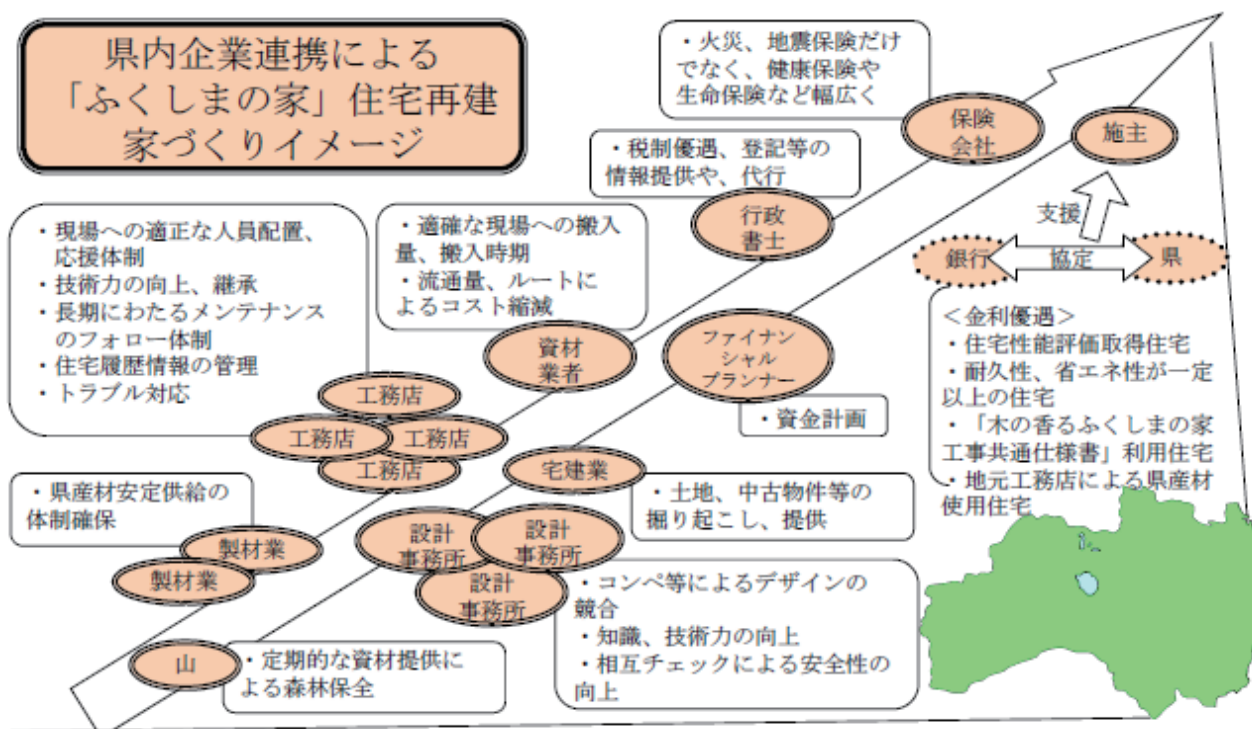 県内企業連携による
「ふくしまの家」住宅再建
家づくりイメージ
・火災、地震保険だけ
でなく、健康保険や
生命保険など幅広く
保険
会社
施主
・税制優遇、登記等の
情報提供や、代行
行政
書士
支援
銀行
協定
県
・現場への適正な人員配置、
応援体制
・技術力の向上、継承
・長期にわたるメンテナンス
のフォロー体制
・住宅履歴情報の管理
・トラブル対応
・適確な現場への搬入
量、搬入時期
・流通量、ルートに
よるコスト縮減
資材
業者
ファイナン
シャル
プランナー
・資金計画
<金利優遇>
・住宅性能評価取得住宅
・耐久性、省エネ性が一定
以上の住宅
・「木の香るふくしまの家
工事共通仕様書」利用住宅
・地元工務店による県産材
使用住宅
工務店
工務店
工務店
工務店
宅建業
・土地、中古物件等の
掘り起こし、提供
・県産材安定供給の
体制確保
製材業
製材業
設計
事務所
設計
事務所
設計
事務所
・コンペ等によるデザインの
競合
・知識、技術力の向上
・相互チェックによる安全性の
向上
山
・定期的な資材提供に
よる森林保全